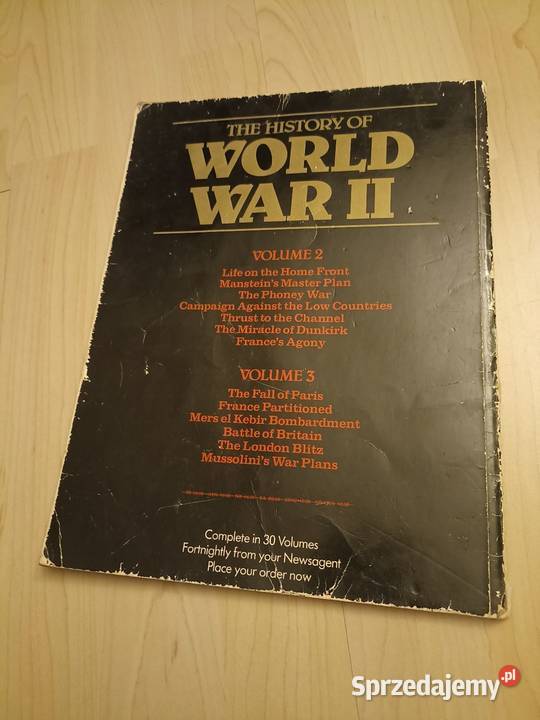 THE HISTORY OF
WORLD
WAR II
VOLUME 2
Life on the Home Front
Manstein's Master Plan
The Phoney War
Campaign Against the Low Countries
Thrust to the Channel
The Miracle of Dunkirk
France's Agony
VOLUME 3
The Fall of Paris
France Partitioned
Mers el Kebir Bombardment
Battle of Britain
The London Blitz
Mussolini's War Plans
Complete in 30 Volumes
Fortnightly from your Newsagent
Place your order now
Sprzedajemy.pl